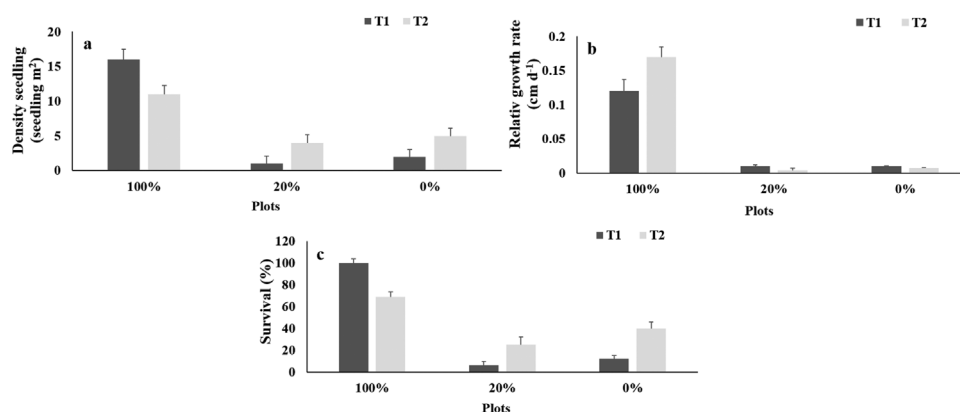 T1 T2
a
Density seedling
(seedling m²)
20
15
10
5
0
100% 20% 0%
Plots
T1 T2
b
Relativ growth rate
(cm d⁻¹)
0.2
0.15
0.1
0.05
0
100% 20% 0%
Plots
T1 T2
c
Survival (%)
120
100
80
60
40
20
0
100% 20% 0%
Plots